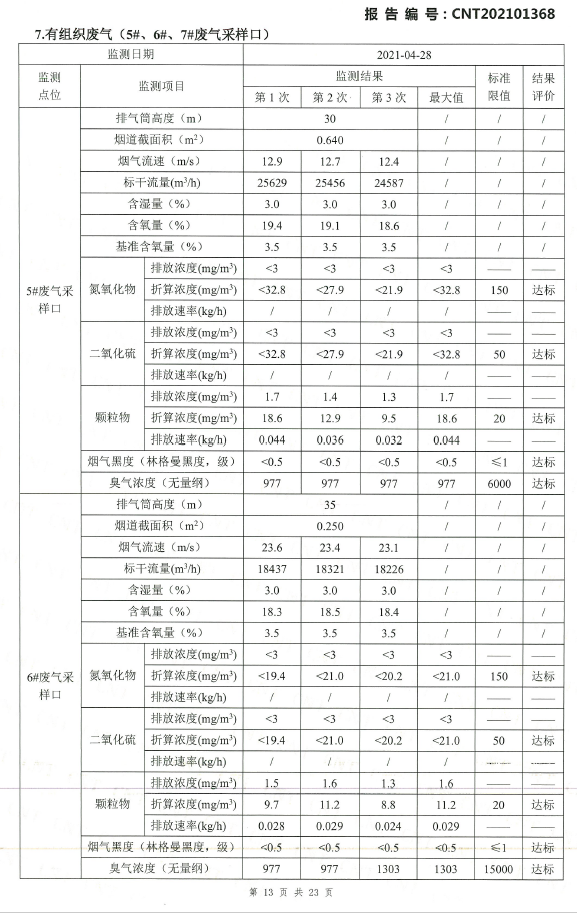 报告编号:CNT202101368
7.有组织废气（5#、6#、7#废气采样口）
监测日期 2021-04-28
监测点位 监测项目 监测结果 标准限值 结果评价
第1次 第2次 第3次 最大值
5#废气采样口
排气筒高度（m） 30 / / /
烟道截面积（m²） 0.640 / / /
烟气流速（m/s） 12.9 12.7 12.4 / / /
标干流量(m³/h) 25629 25456 24587 / / /
含湿量（%） 3.0 3.0 3.0 / / /
含氧量（%） 19.4 19.1 18.6 / / /
基准含氧量（%） 3.5 3.5 3.5 / / /
氮氧化物 排放浓度(mg/m³) <3 <3 <3 <3 —— ——
折算浓度(mg/m³) <32.8 <27.9 <21.9 <32.8 150 达标
排放速率(kg/h) / / / / —— ——
二氧化硫 排放浓度(mg/m³) <3 <3 <3 <3 —— ——
折算浓度(mg/m³) <32.8 <27.9 <21.9 <32.8 50 达标
排放速率(kg/h) / / / / —— ——
颗粒物 排放浓度(mg/m³) 1.7 1.4 1.3 1.7 —— ——
折算浓度(mg/m³) 18.6 12.9 9.5 18.6 20 达标
排放速率(kg/h) 0.044 0.036 0.032 0.044 —— ——
烟气黑度（林格曼黑度，级） <0.5 <0.5 <0.5 <0.5 ≤1 达标
臭气浓度（无量纲） 977 977 977 977 6000 达标
6#废气采样口
排气筒高度（m） 35 / / /
烟道截面积（m²） 0.250 / / /
烟气流速（m/s） 23.6 23.4 23.1 / / /
标干流量(m³/h) 18437 18321 18226 / / /
含湿量（%） 3.0 3.0 3.0 / / /
含氧量（%） 18.3 18.5 18.4 / / /
基准含氧量（%） 3.5 3.5 3.5 / / /
氮氧化物 排放浓度(mg/m³) <3 <3 <3 <3 —— ——
折算浓度(mg/m³) <19.4 <21.0 <20.2 <21.0 150 达标
排放速率(kg/h) / / / / —— ——
二氧化硫 排放浓度(mg/m³) <3 <3 <3 <3 —— ——
折算浓度(mg/m³) <19.4 <21.0 <20.2 <21.0 50 达标
排放速率(kg/h) / / / / —— ——
颗粒物 排放浓度(mg/m³) 1.5 1.6 1.3 1.6 —— ——
折算浓度(mg/m³) 9.7 11.2 8.8 11.2 20 达标
排放速率(kg/h) 0.028 0.029 0.024 0.029 —— ——
烟气黑度（林格曼黑度，级） <0.5 <0.5 <0.5 <0.5 ≤1 达标
臭气浓度（无量纲） 977 977 1303 1303 15000 达标
第 13 页 共 23 页